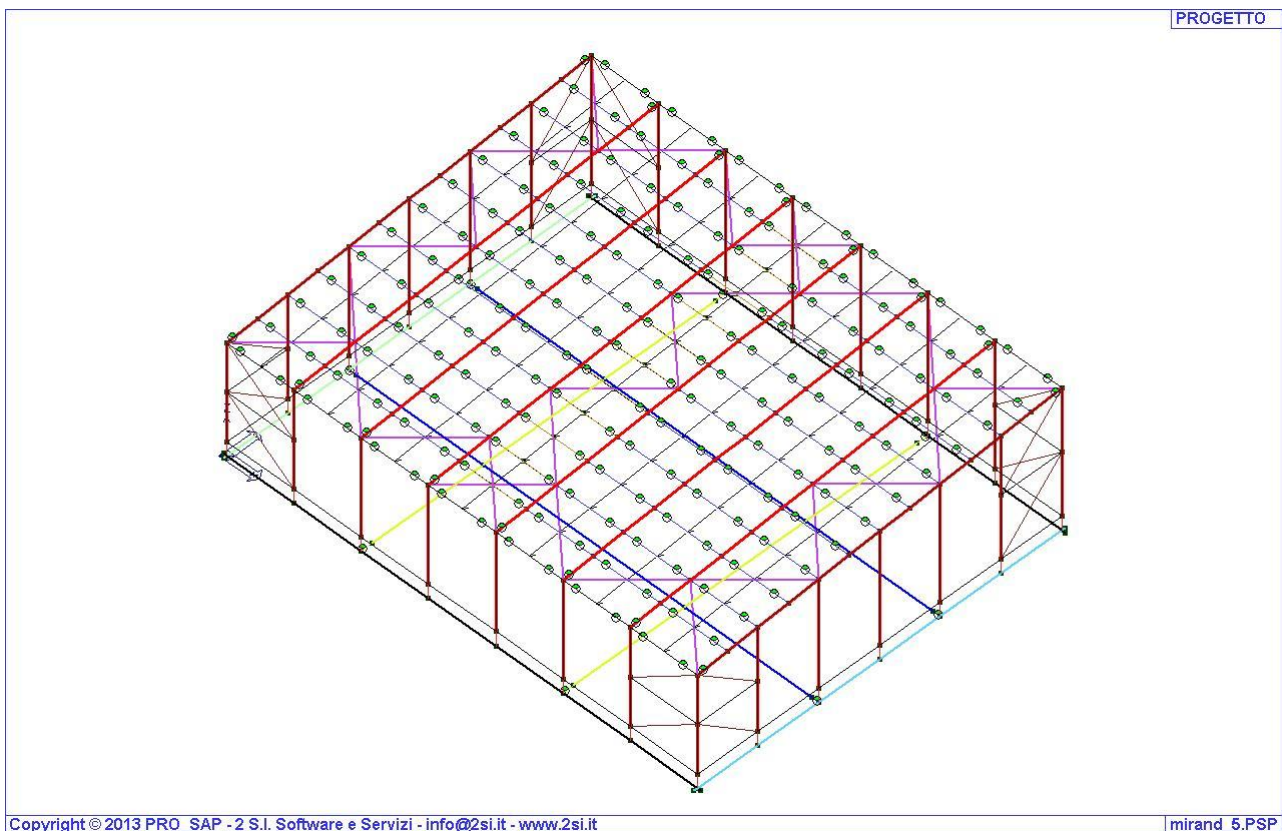 PROGETTO
Copyright © 2013 PRO_SAP - 2 S.I. Software e Servizi - info@2si.it - www.2si.it
mirand_5.PSP